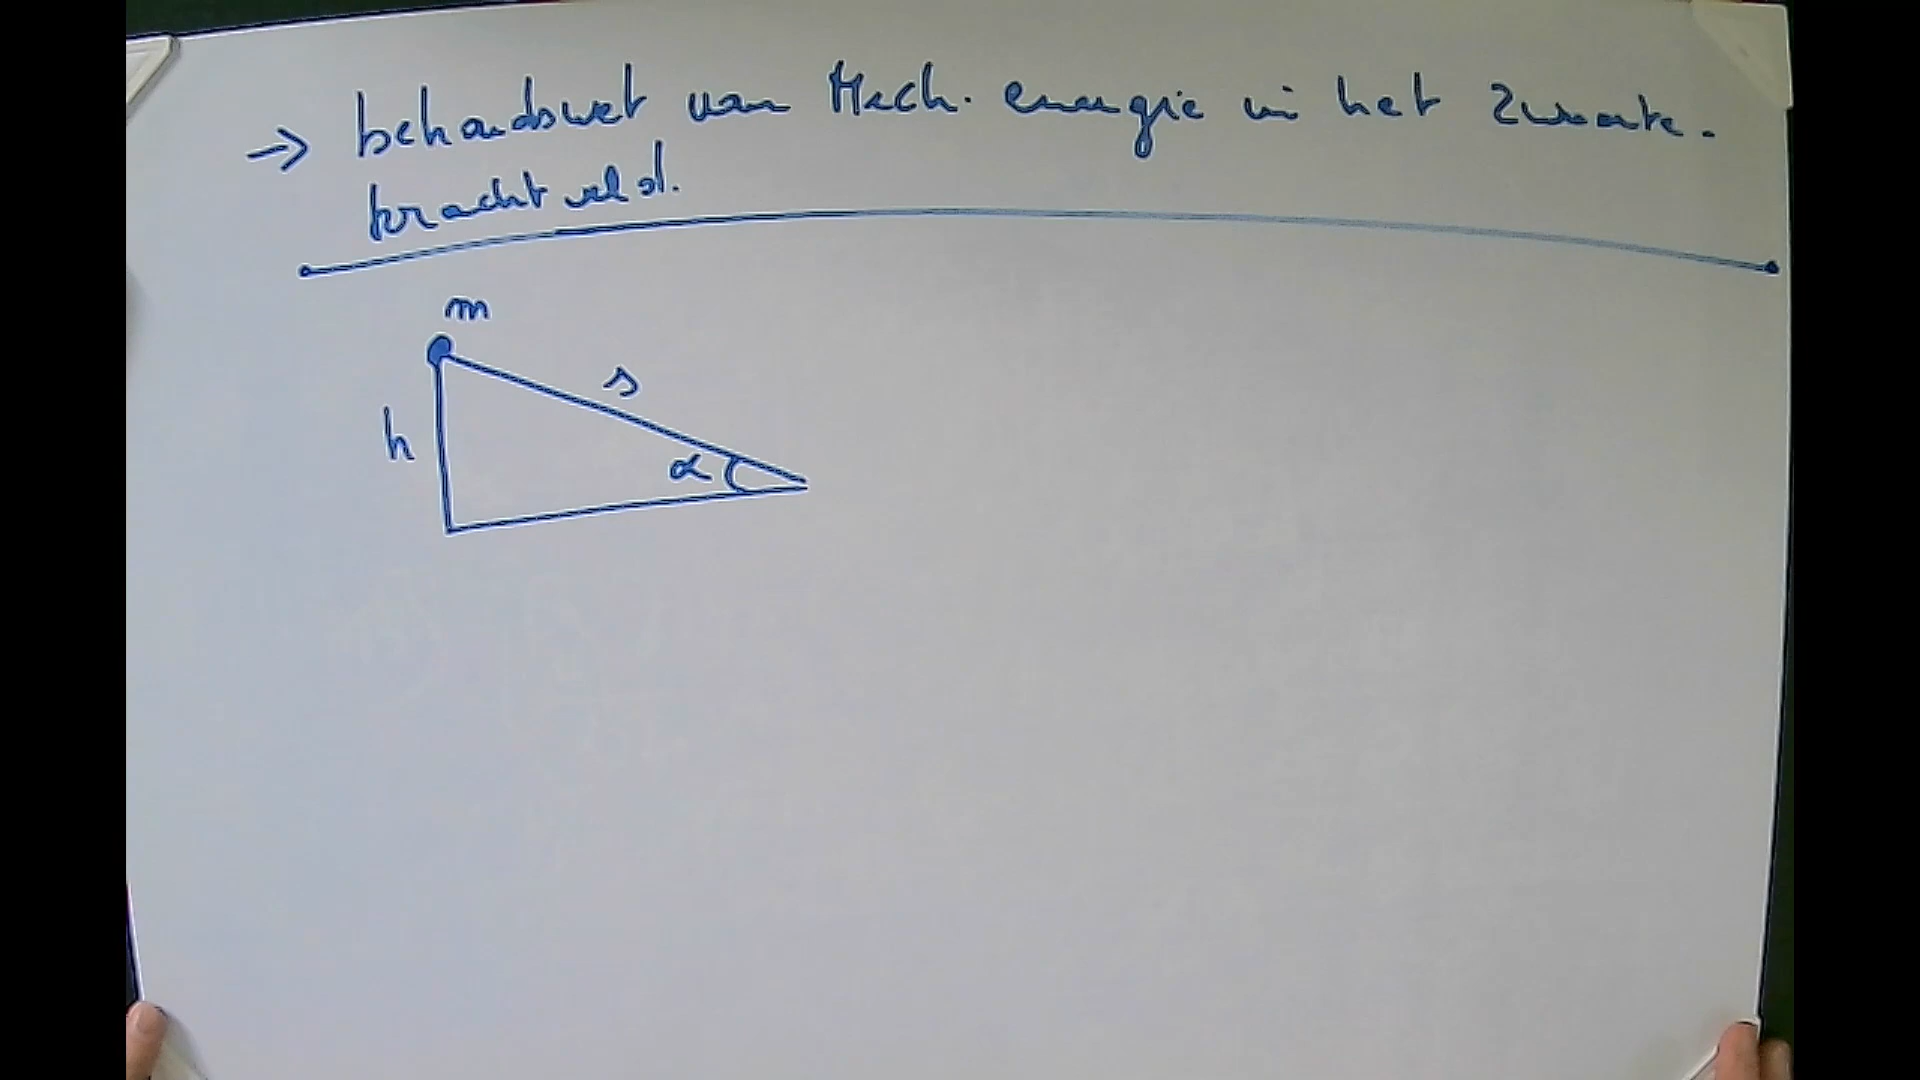 → behoudswet van Mech. energie in het zwaarte-
krachtveld.
m
s
h
α